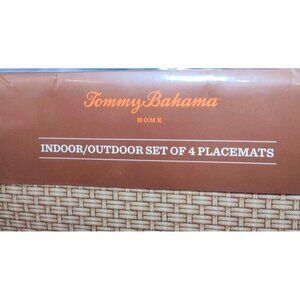 Tommy Bahama
HOME
INDOOR/OUTDOOR SET OF 4 PLACEMATS